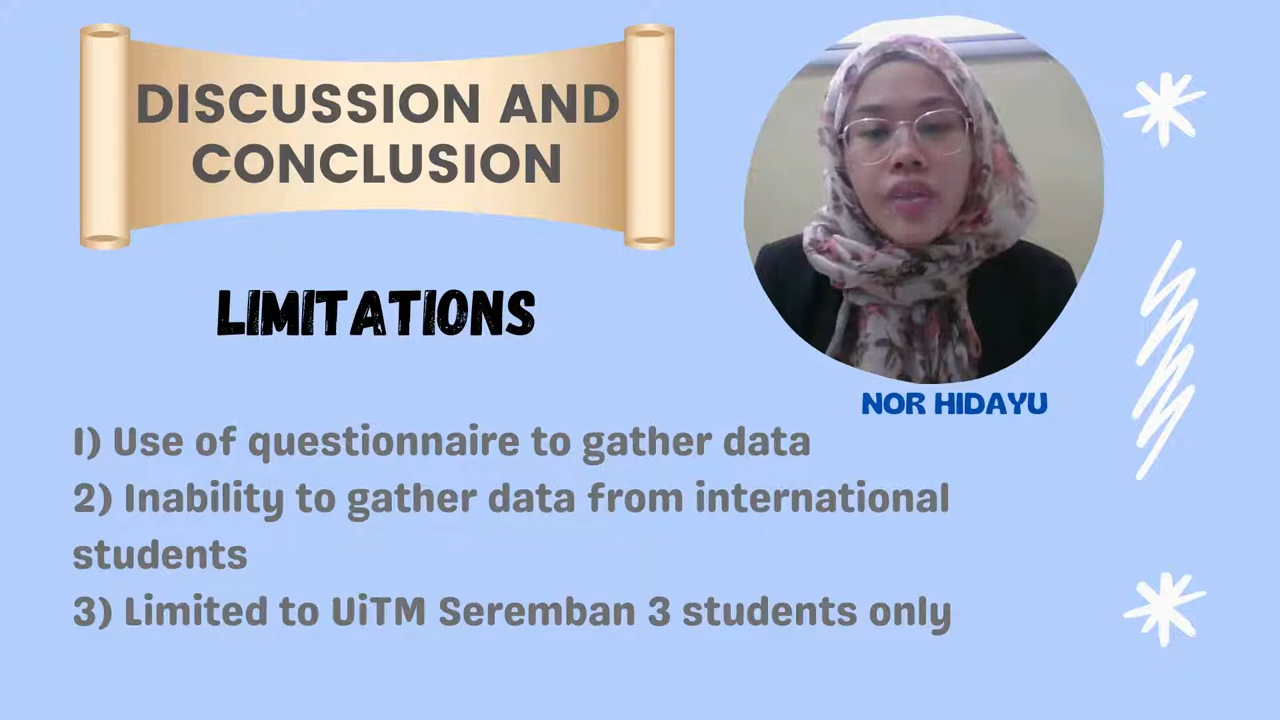 DISCUSSION AND
CONCLUSION
LIMITATIONS
NOR HIDAYU
1) Use of questionnaire to gather data
2) Inability to gather data from international
students
3) Limited to UiTM Seremban 3 students only